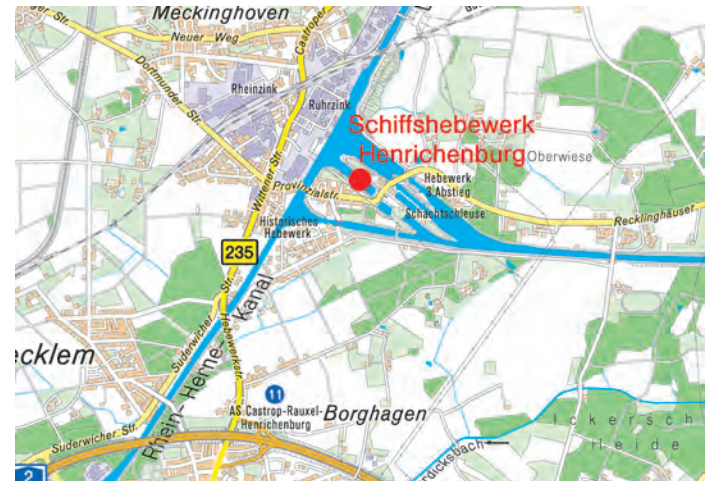 Meckinghoven
Neuer Weg
Castroper
Str.
Dortmunder Str.
Rheinzink
Ruhrzink
Schiffshebewerk
Henrichenburg
Oberwiese
Hebewerk
3.Abstieg
Provinzialstr.
Schachtschleuse
Wittener Str.
Recklinghäuser
Historisches
Hebewerk
235
Suderwicher Str.
Hebewerkstr.
Rhein-Herne-Kanal
ecklem
11
AS Castrop-Rauxel-
Henrichenburg
Borghagen
Ickersch
Heide
Suderwicher Str.
rdicksbach
2